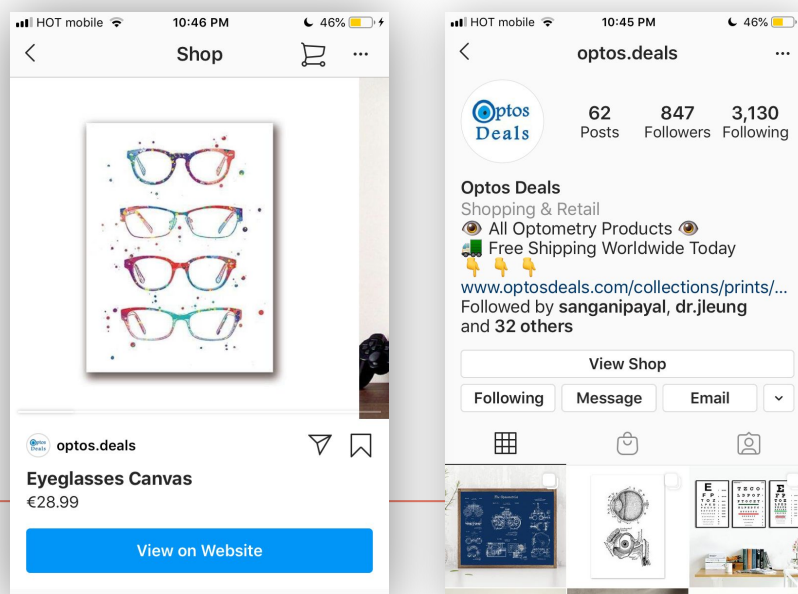 HOT mobile 10:46 PM 46%
Shop
optos.deals
Eyeglasses Canvas
€28.99
View on Website
HOT mobile 10:45 PM 46%
optos.deals
Optos
Deals
62 847 3,130
Posts Followers Following
Optos Deals
Shopping & Retail
👁️ All Optometry Products 👁️
🚛 Free Shipping Worldwide Today
👇 👇 👇
www.optosdeals.com/collections/prints/...
Followed by sanganipayal, dr.jleung
and 32 others
View Shop
Following Message Email